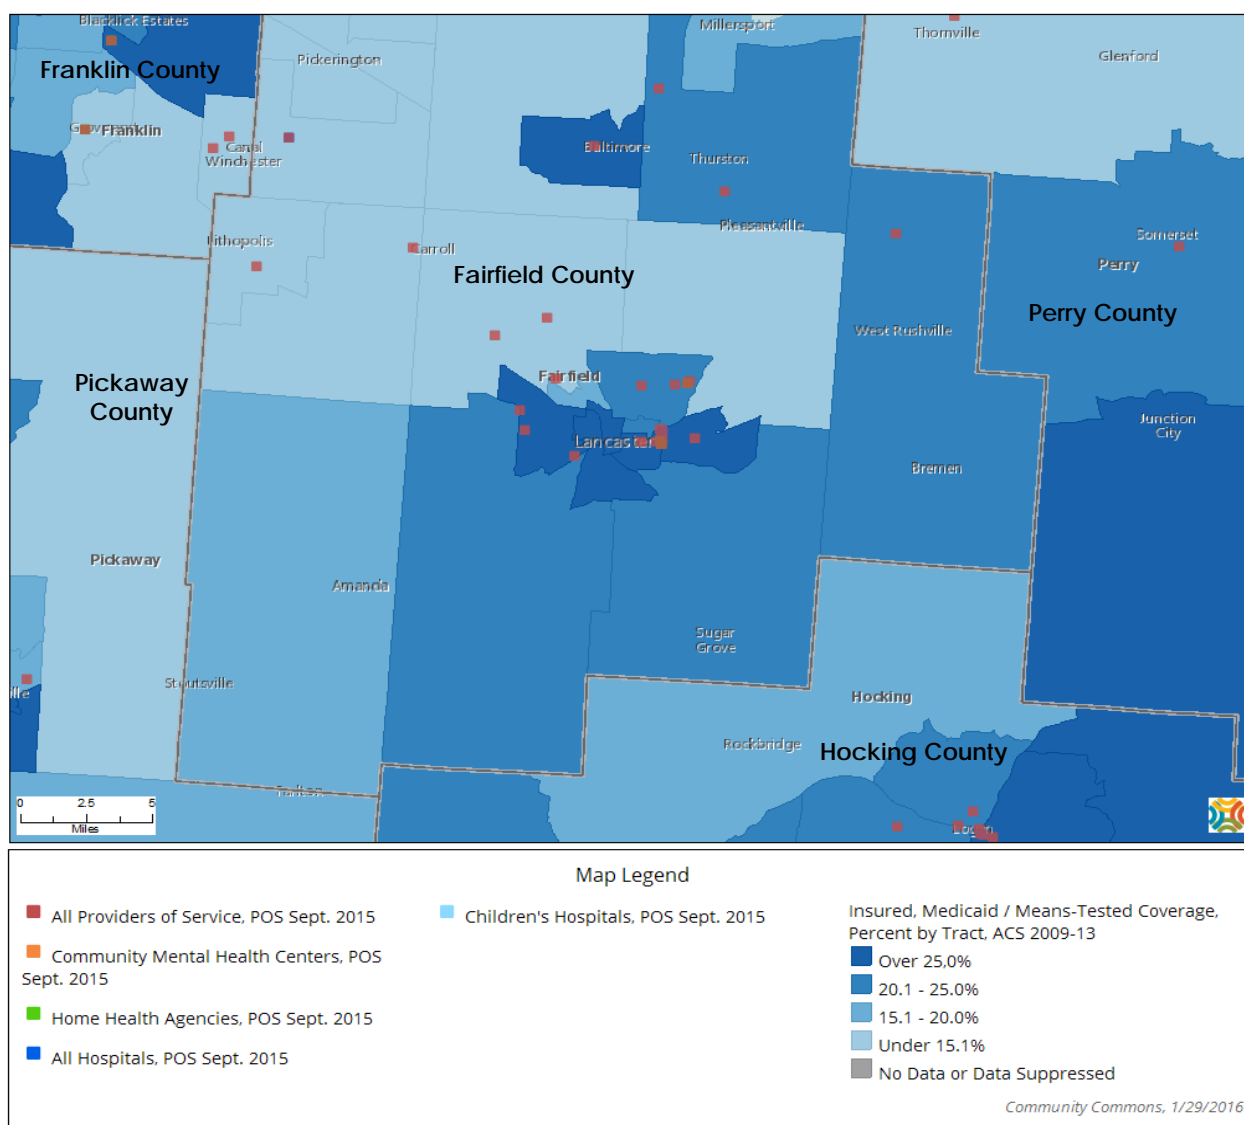 Blacklick Estates
Millersport
Thornville
Glenford
Pickerington
Franklin County
Franklin
Canal
Winchester
Baltimore
Thurston
Pleasantville
Somerset
Perry
Lithopolis
Carroll
Fairfield County
Perry County
West Rushville
Pickaway
County
Fairfield
Junction
City
Lancaster
Bremen
Pickaway
Amanda
Sugar
Grove
Stoutsville
ille
Hocking
Rockbridge
Hocking County
Logan
0 2.5 5
Miles
Map Legend
All Providers of Service, POS Sept. 2015
Community Mental Health Centers, POS
Sept. 2015
Home Health Agencies, POS Sept. 2015
All Hospitals, POS Sept. 2015
Children's Hospitals, POS Sept. 2015
Insured, Medicaid / Means-Tested Coverage,
Percent by Tract, ACS 2009-13
Over 25,0%
20.1 - 25.0%
15.1 - 20.0%
Under 15.1%
No Data or Data Suppressed
Community Commons, 1/29/2016